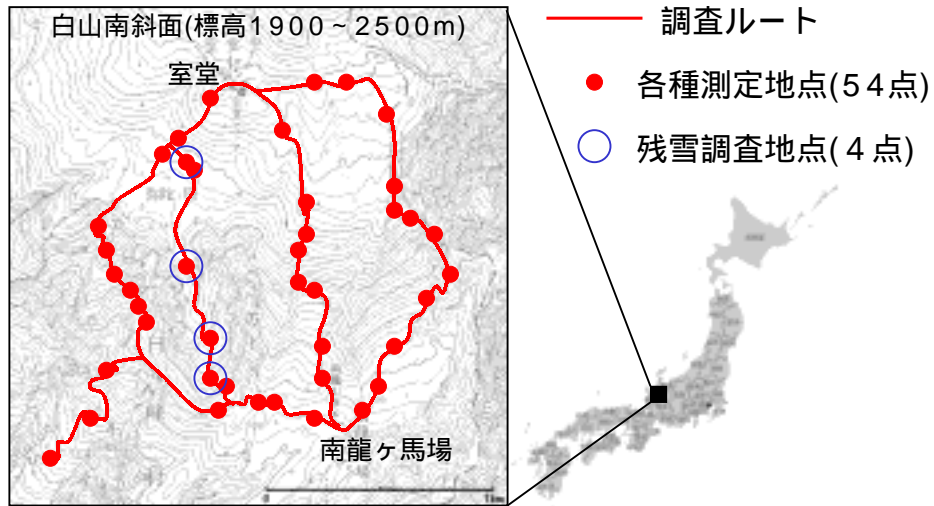 白山南斜面(標高1900~2500m)
室堂
南龍ヶ馬場
0
1km
調査ルート
各種測定地点(54点)
残雪調査地点(4点)